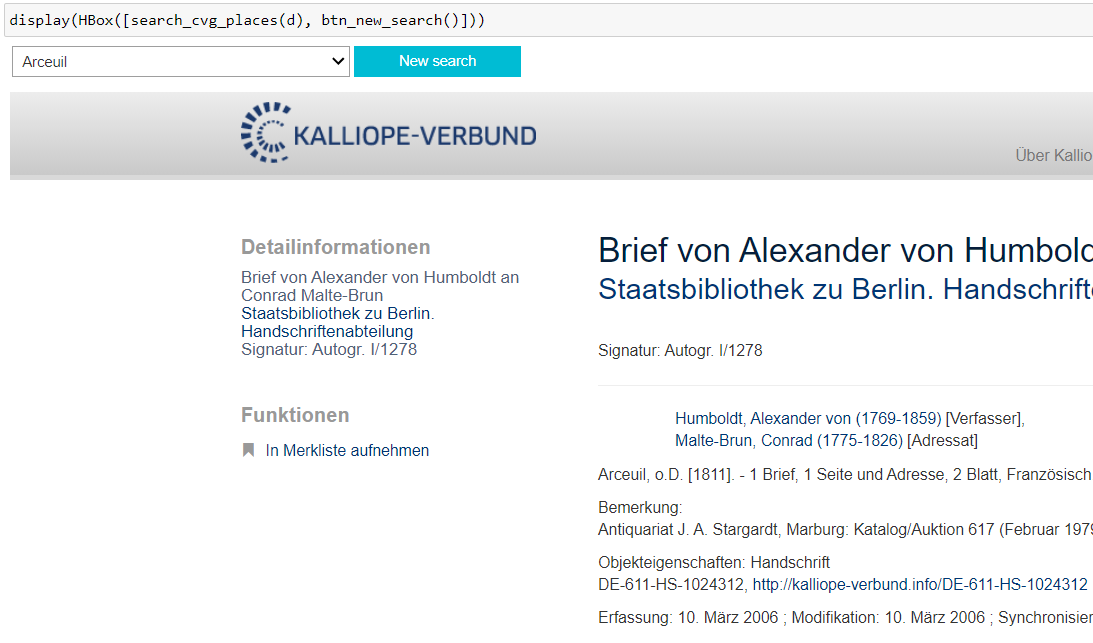 display(HBox([search_cvg_places(d), btn_new_search()]))
Arceuil
New search
KALLIOPE-VERBUND
Über Kallio
Detailinformationen
Brief von Alexander von Humboldt an
Conrad Malte-Brun
Staatsbibliothek zu Berlin.
Handschriftenabteilung
Signatur: Autogr. I/1278
Funktionen
In Merkliste aufnehmen
Brief von Alexander von Humbold
Staatsbibliothek zu Berlin. Handschrift
Signatur: Autogr. I/1278
Humboldt, Alexander von (1769-1859) [Verfasser],
Malte-Brun, Conrad (1775-1826) [Adressat]
Arceuil, o.D. [1811]. - 1 Brief, 1 Seite und Adresse, 2 Blatt, Französisch
Bemerkung:
Antiquariat J. A. Stargardt, Marburg: Katalog/Auktion 617 (Februar 1979
Objekteigenschaften: Handschrift
DE-611-HS-1024312, http://kalliope-verbund.info/DE-611-HS-1024312
Erfassung: 10. März 2006 ; Modifikation: 10. März 2006 ; Synchronisier